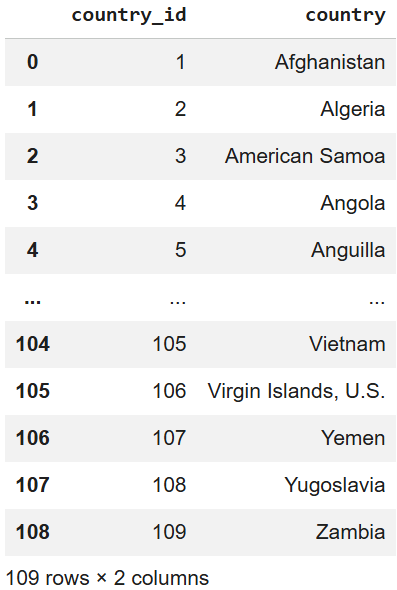 country_id country
0 1 Afghanistan
1 2 Algeria
2 3 American Samoa
3 4 Angola
4 5 Anguilla
... ... ...
104 105 Vietnam
105 106 Virgin Islands, U.S.
106 107 Yemen
107 108 Yugoslavia
108 109 Zambia
109 rows × 2 columns